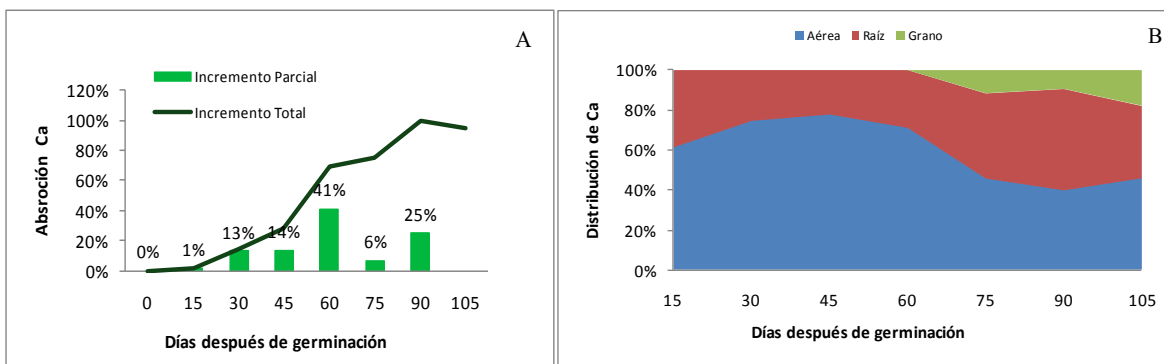 A
Incremento Parcial
Incremento Total
120%
100%
80%
60%
40%
20%
0%
Absroción Ca
0%
1%
13%
14%
41%
6%
25%
0 15 30 45 60 75 90 105
Días después de germinación
B
Aérea Raíz Grano
100%
80%
60%
40%
20%
0%
Distribución de Ca
15 30 45 60 75 90 105
Días después de germinación